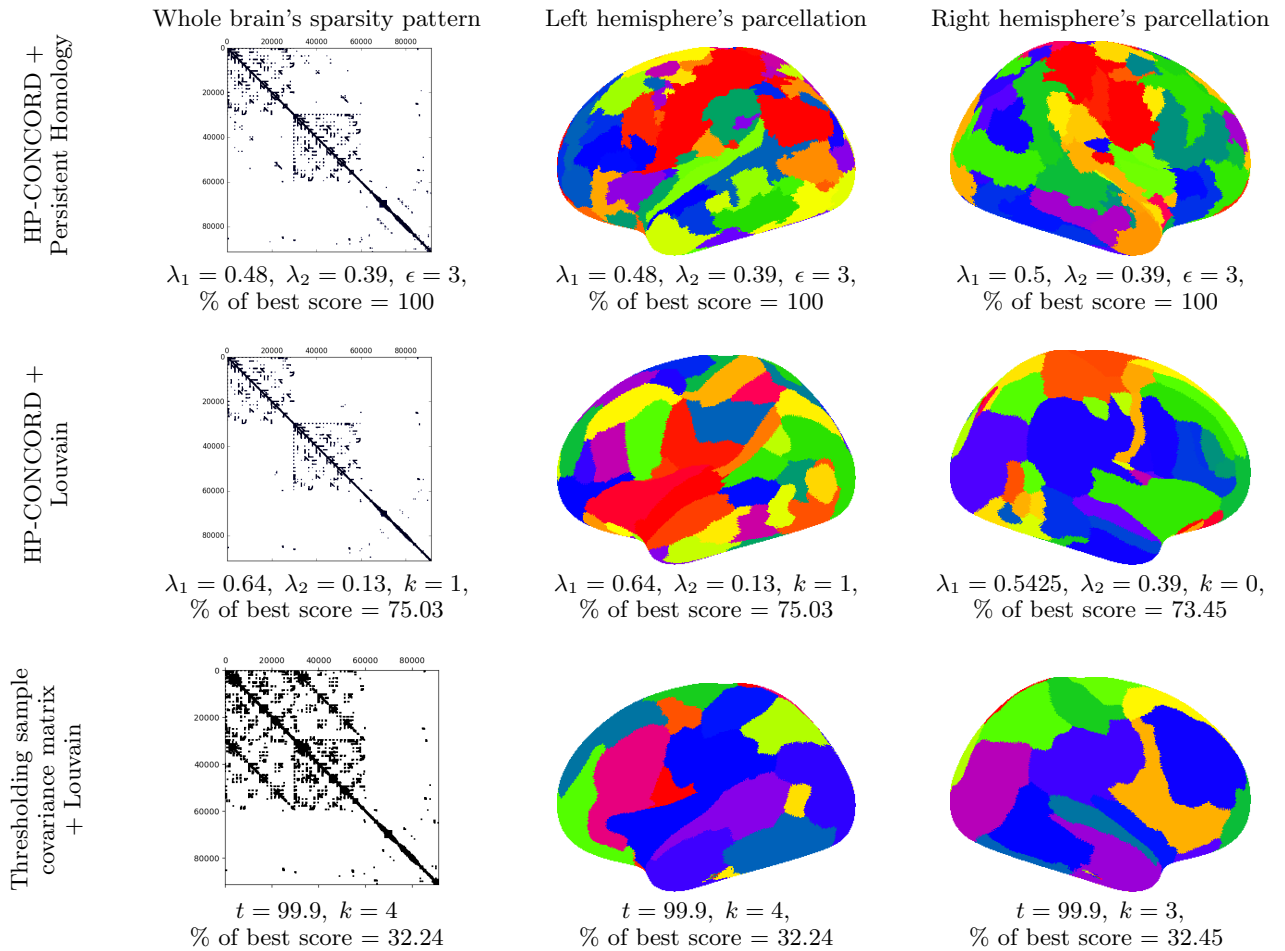 Whole brain's sparsity pattern
Left hemisphere's parcellation
Right hemisphere's parcellation
HP-CONCORD +
Persistent Homology
0 20000 40000 60000 80000
0
20000
40000
60000
80000
λ₁ = 0.48, λ₂ = 0.39, ϵ = 3,
% of best score = 100
λ₁ = 0.48, λ₂ = 0.39, ϵ = 3,
% of best score = 100
λ₁ = 0.5, λ₂ = 0.39, ϵ = 3,
% of best score = 100
HP-CONCORD +
Louvain
0 20000 40000 60000 80000
0
20000
40000
60000
80000
λ₁ = 0.64, λ₂ = 0.13, k = 1,
% of best score = 75.03
λ₁ = 0.64, λ₂ = 0.13, k = 1,
% of best score = 75.03
λ₁ = 0.5425, λ₂ = 0.39, k = 0,
% of best score = 73.45
Thresholding sample
covariance matrix
+ Louvain
0 20000 40000 60000 80000
0
20000
40000
60000
80000
t = 99.9, k = 4
% of best score = 32.24
t = 99.9, k = 4,
% of best score = 32.24
t = 99.9, k = 3,
% of best score = 32.45